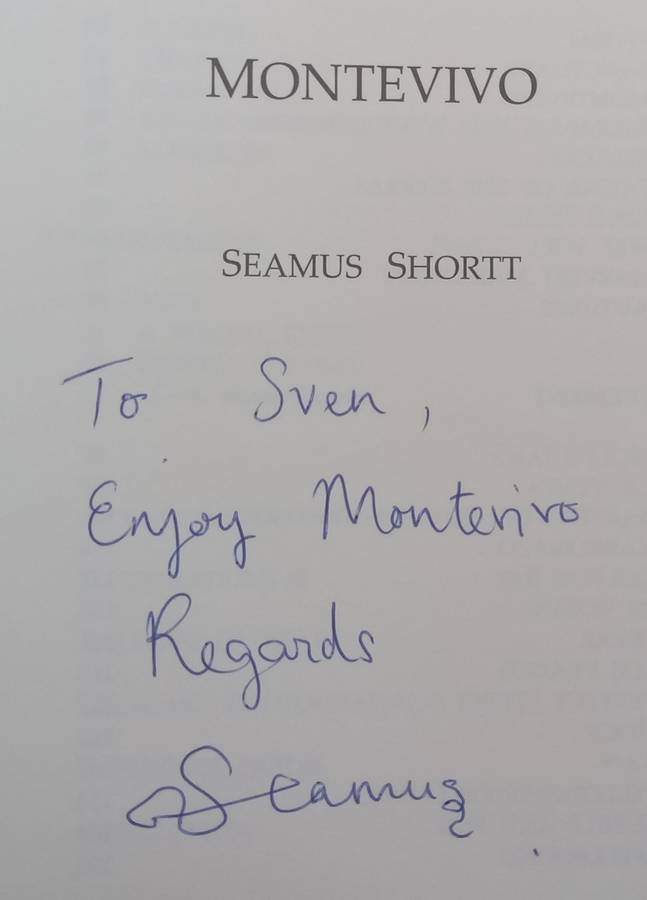 MONTEVIVO
SEAMUS SHORTT
To Sven,
Enjoy Montevivo
Regards
Seamus